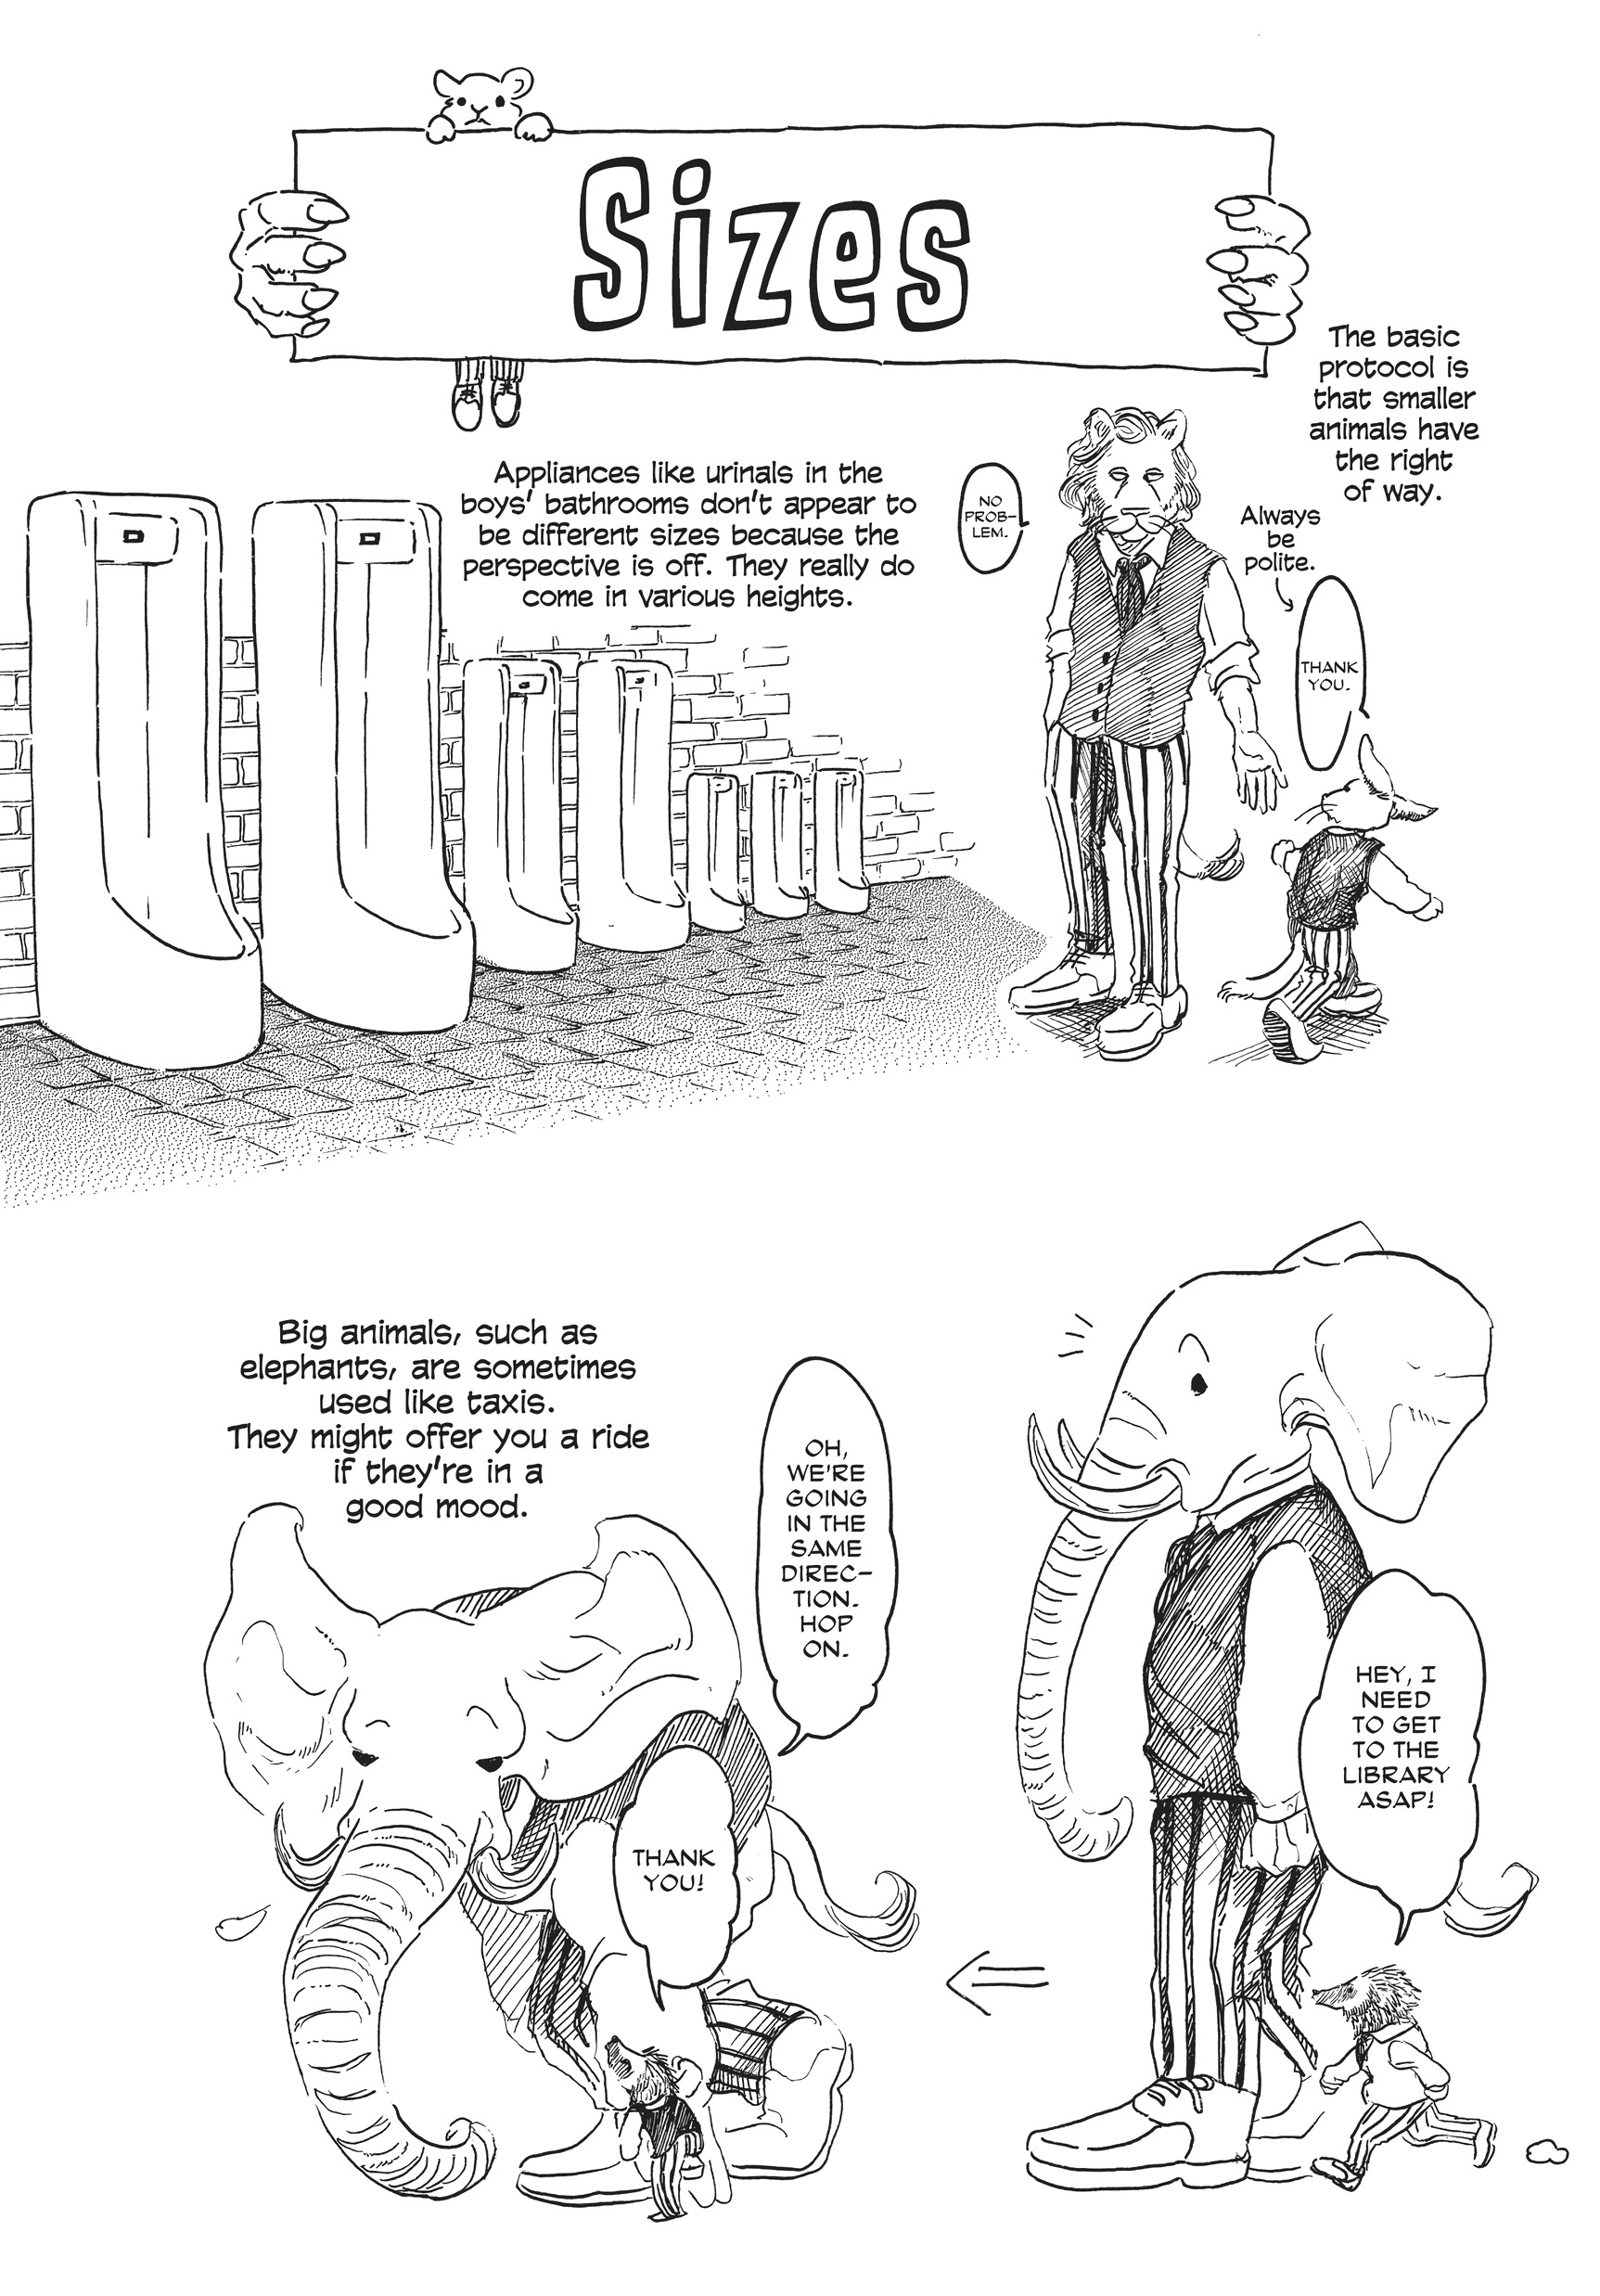 Sizes
The basic
protocol is
that smaller
animals have
the right
of way.
Appliances like urinals in the
boys' bathrooms don't appear to
be different sizes because the
perspective is off. They really do
come in various heights.
NO
PROB-
LEM.
Always
be
polite.
THANK
YOU.
Big animals, such as
elephants, are sometimes
used like taxis.
They might offer you a ride
if they're in a
good mood.
HEY, I
NEED
TO GET
TO THE
LIBRARY
ASAP!
OH,
WE'RE
GOING
IN THE
SAME
DIREC-
TION.
HOP
ON.
THANK
YOU!